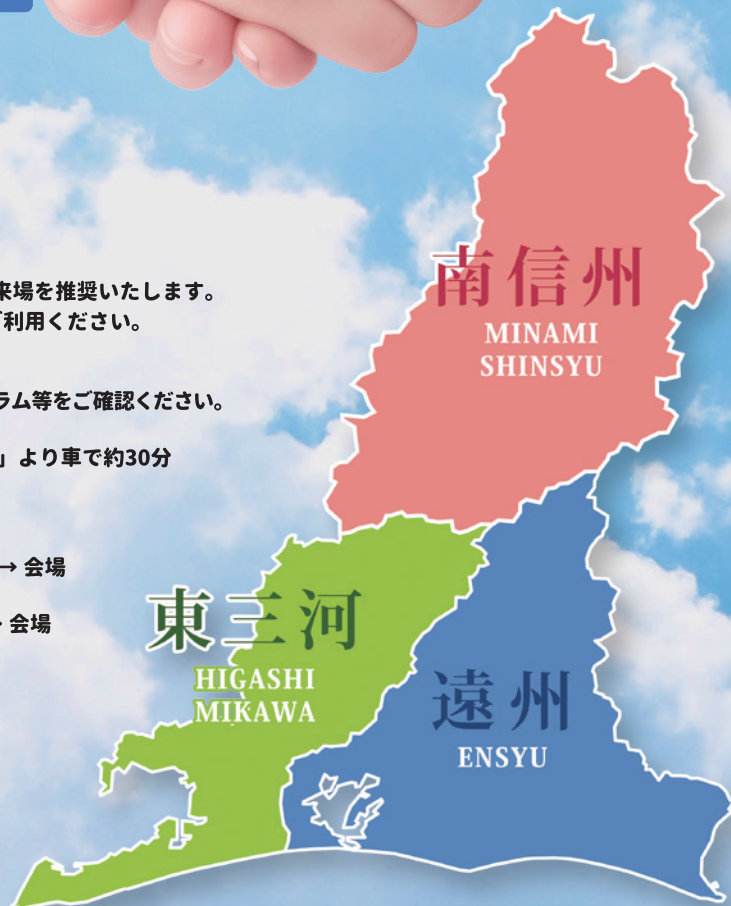 来場を推奨いたします。
ご利用ください。
ラム等をご確認ください。
」より車で約30分
→ 会場
会場
南信州
MINAMI
SHINSYU
東三河
HIGASHI
MIKAWA
遠州
ENSYU